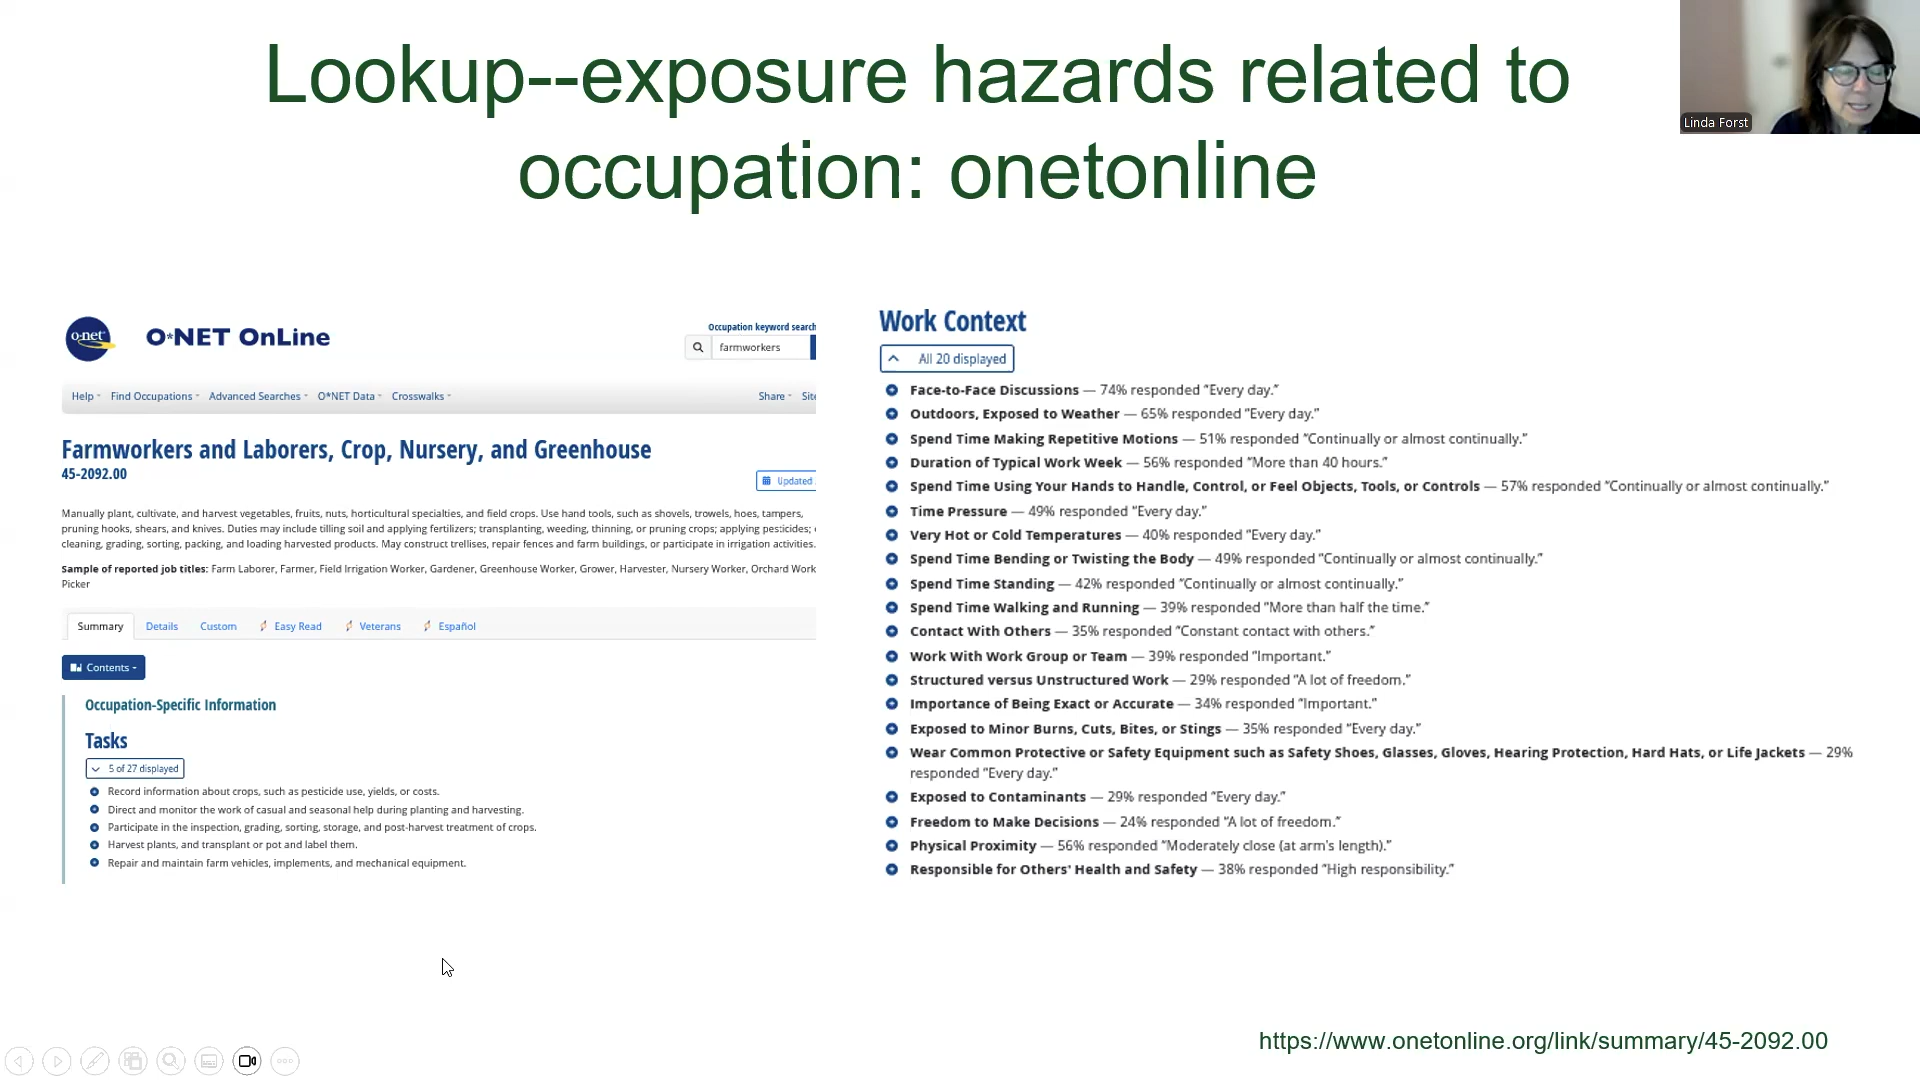 Lookup--exposure hazards related to
occupation: onetonline
Linda Forst
o·net
O*NET OnLine
Occupation keyword search
farmworkers
Help
Find Occupations
Advanced Searches
O*NET Data
Crosswalks
Share
Farmworkers and Laborers, Crop, Nursery, and Greenhouse
45-2092.00
Updated
Manually plant, cultivate, and harvest vegetables, fruits, nuts, horticultural specialties, and field crops. Use hand tools, such as shovels, trowels, hoes, tampers,
pruning hooks, shears, and knives. Duties may include tilling soil and applying fertilizers; transplanting, weeding, thinning, or pruning crops; applying pesticides;
cleaning, grading, sorting, packing, and loading harvested products. May construct trellises, repair fences and farm buildings, or participate in irrigation activities.
Sample of reported job titles: Farm Laborer, Farmer, Field Irrigation Worker, Gardener, Greenhouse Worker, Grower, Harvester, Nursery Worker, Orchard Work
Picker
Summary
Details
Custom
Easy Read
Veterans
Español
Contents
Occupation-Specific Information
Tasks
5 of 27 displayed
Record information about crops, such as pesticide use, yields, or costs.
Direct and monitor the work of casual and seasonal help during planting and harvesting.
Participate in the inspection, grading, sorting, storage, and post-harvest treatment of crops.
Harvest plants, and transplant or pot and label them.
Repair and maintain farm vehicles, implements, and mechanical equipment.
Work Context
All 20 displayed
Face-to-Face Discussions — 74% responded “Every day.”
Outdoors, Exposed to Weather — 65% responded “Every day.”
Spend Time Making Repetitive Motions — 51% responded “Continually or almost continually.”
Duration of Typical Work Week — 56% responded “More than 40 hours.”
Spend Time Using Your Hands to Handle, Control, or Feel Objects, Tools, or Controls — 57% responded “Continually or almost continually.”
Time Pressure — 49% responded “Every day.”
Very Hot or Cold Temperatures — 40% responded “Every day.”
Spend Time Bending or Twisting the Body — 49% responded “Continually or almost continually.”
Spend Time Standing — 42% responded “Continually or almost continually.”
Spend Time Walking and Running — 39% responded “More than half the time.”
Contact With Others — 35% responded “Constant contact with others.”
Work With Work Group or Team — 39% responded “Important.”
Structured versus Unstructured Work — 29% responded “A lot of freedom.”
Importance of Being Exact or Accurate — 34% responded “Important.”
Exposed to Minor Burns, Cuts, Bites, or Stings — 35% responded “Every day.”
Wear Common Protective or Safety Equipment such as Safety Shoes, Glasses, Gloves, Hearing Protection, Hard Hats, or Life Jackets — 29%
responded “Every day.”
Exposed to Contaminants — 29% responded “Every day.”
Freedom to Make Decisions — 24% responded “A lot of freedom.”
Physical Proximity — 56% responded “Moderately close (at arm's length).”
Responsible for Others' Health and Safety — 38% responded “High responsibility.”
https://www.onetonline.org/link/summary/45-2092.00